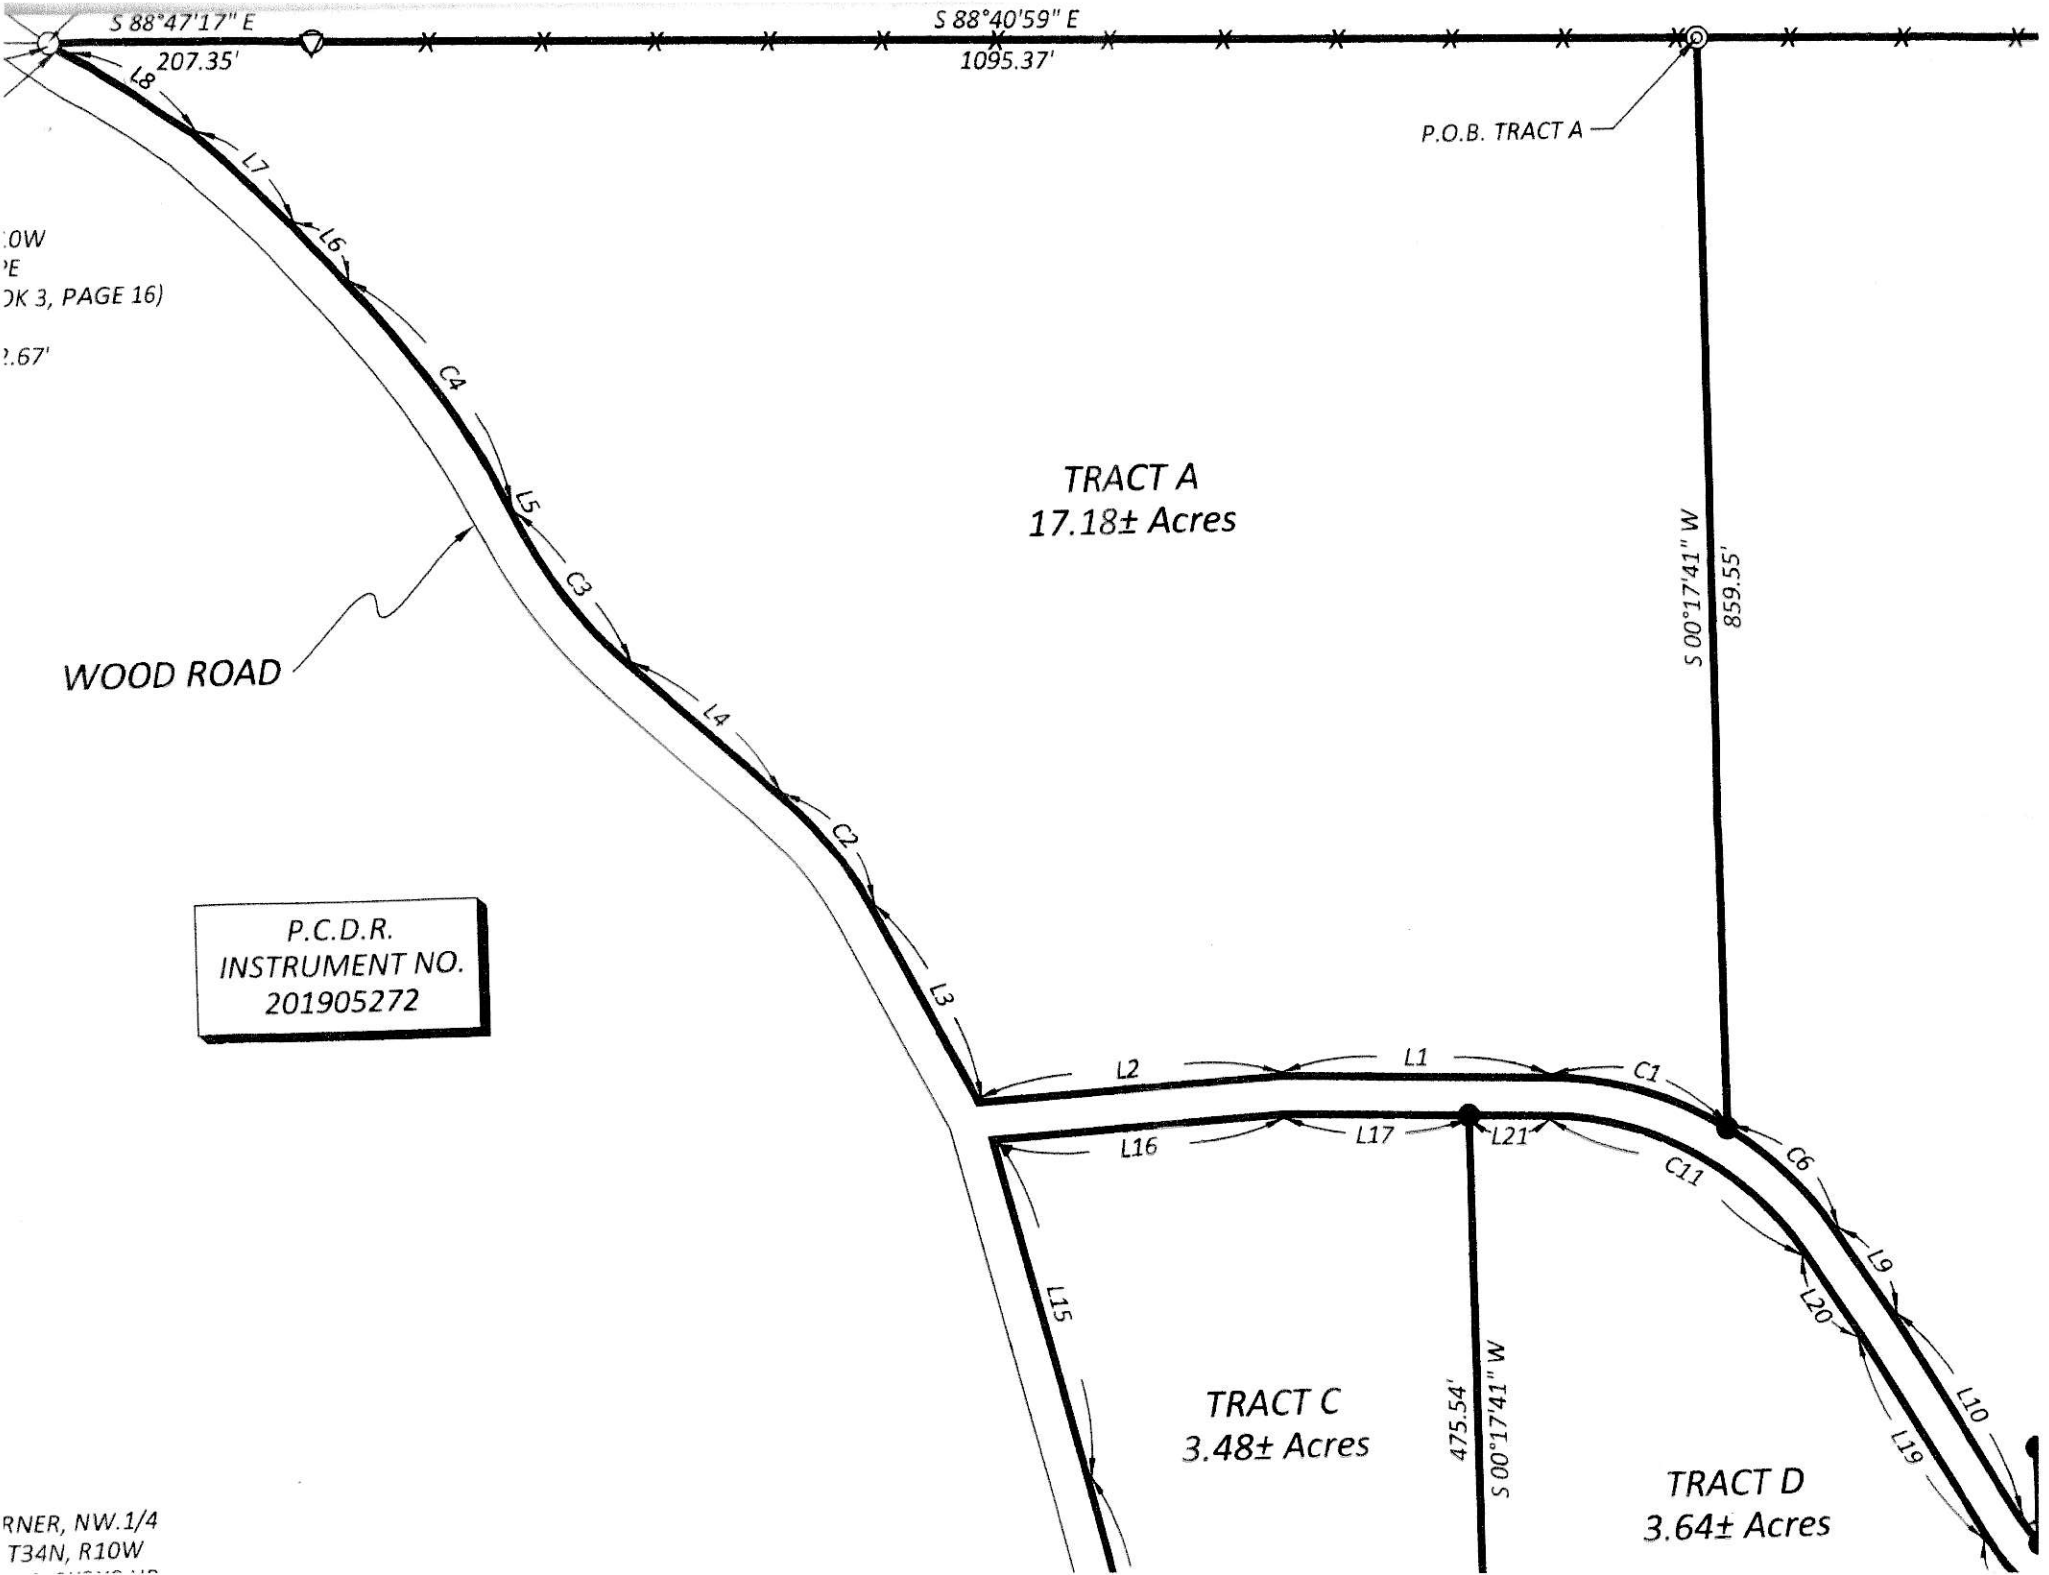 S 88°47'17" E
207.35'
S 88°40'59" E
1095.37'
P.O.B. TRACT A
L8
L7
L6
PAGE 16)
C4
L5
C3
L4
C2
L3
TRACT A
17.18± Acres
S 00°17'41" W
859.55'
WOOD ROAD
P.C.D.R.
INSTRUMENT NO.
201905272
L2
L1
C1
L16
L17
L21
C11
C6
L9
L20
L10
L19
L15
TRACT C
3.48± Acres
475.54'
S 00°17'41" W
TRACT D
3.64± Acres
NW.1/4
T34N, R10W